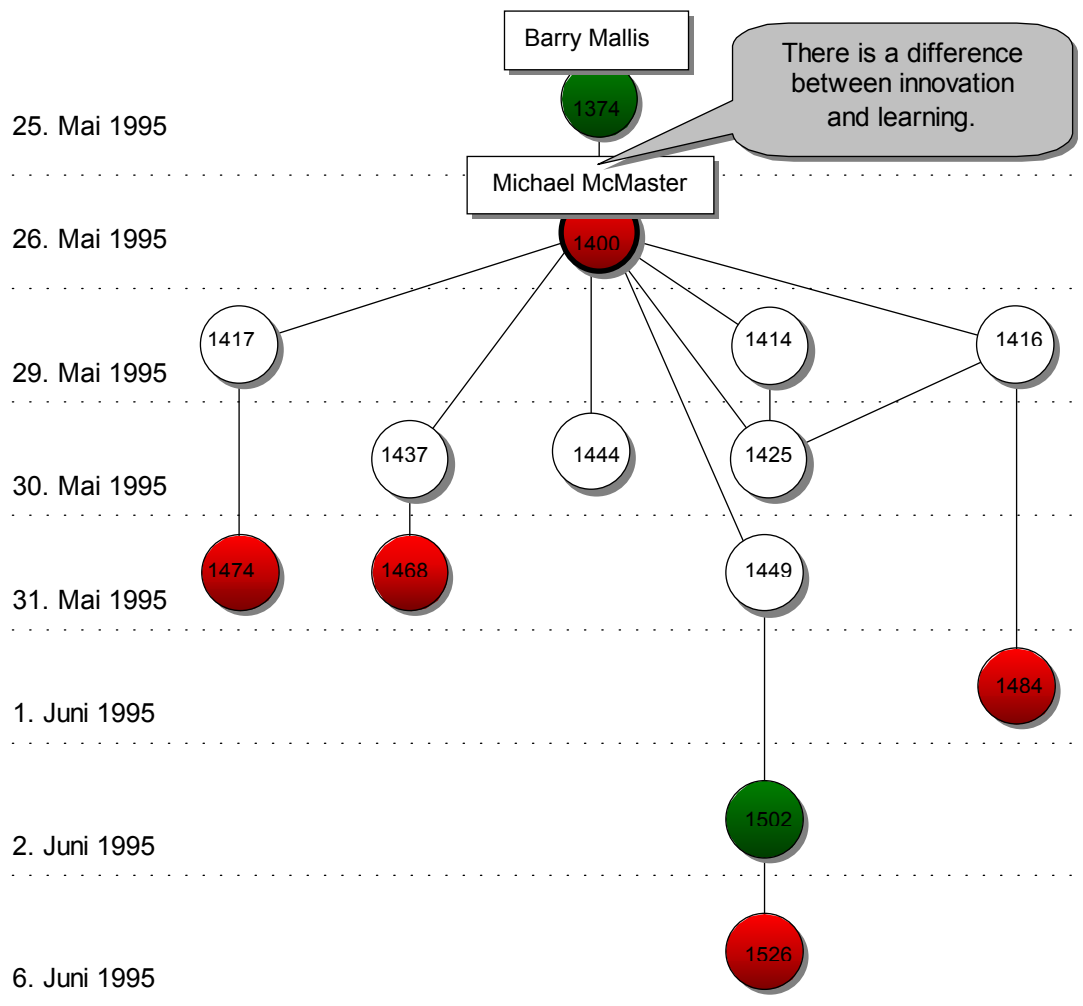 Barry Mallis
There is a difference
between innovation
and learning.
1374
25. Mai 1995
Michael McMaster
26. Mai 1995
1400
1417
1414
1416
29. Mai 1995
1437
1444
1425
30. Mai 1995
1474
1468
1449
31. Mai 1995
1484
1. Juni 1995
1502
2. Juni 1995
1526
6. Juni 1995